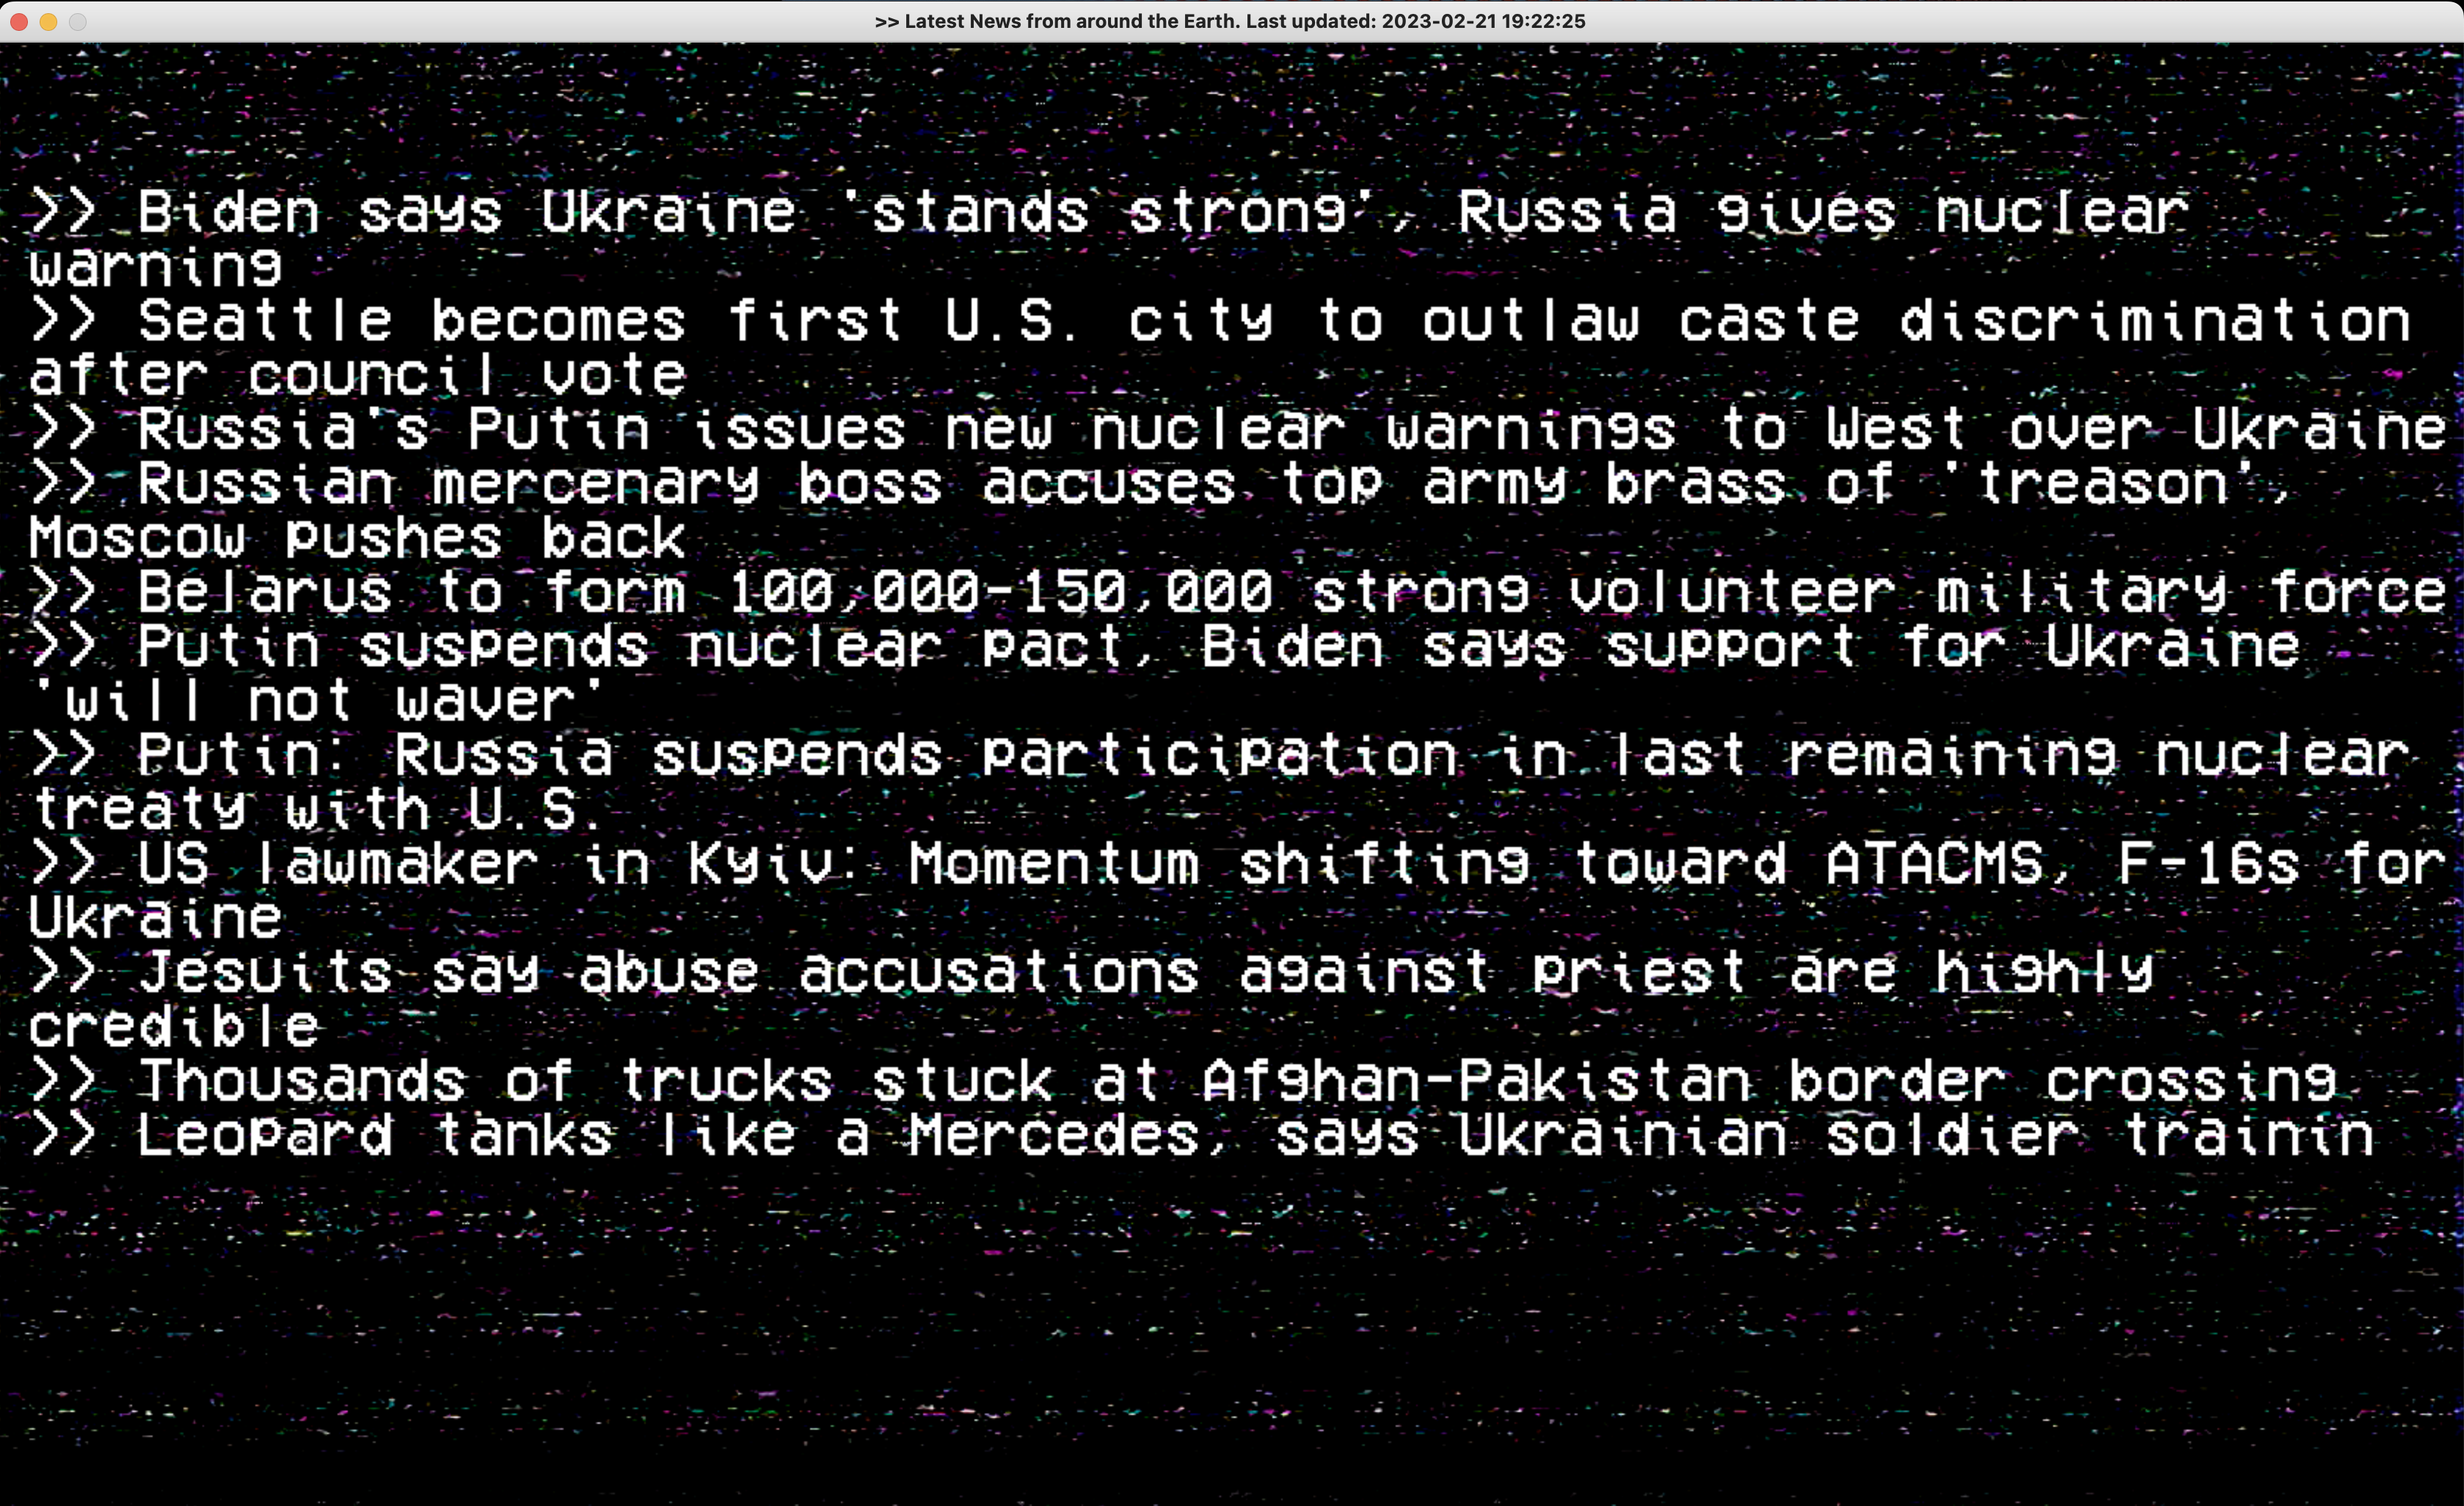 >> Latest News from around the Earth. Last updated: 2023-02-21 19:22:25
>> Biden says Ukraine 'stands strong', Russia gives nuclear
warning
>> Seattle becomes first U.S. city to outlaw caste discrimination
after council vote
>> Russia's Putin issues new nuclear warnings to West over Ukraine
>> Russian mercenary boss accuses top army brass of 'treason',
Moscow pushes back
>> Belarus to form 100,000-150,000 strong volunteer military force
>> Putin suspends nuclear pact, Biden says support for Ukraine
'will not waver'
>> Putin: Russia suspends participation in last remaining nuclear
treaty with U.S.
>> US lawmaker in Kyiv: Momentum shifting toward ATACMS, F-16s for
Ukraine
>> Jesuits say abuse accusations against priest are highly
credible
>> Thousands of trucks stuck at Afghan-Pakistan border crossing
>> Leopard tanks like a Mercedes, says Ukrainian soldier trainin